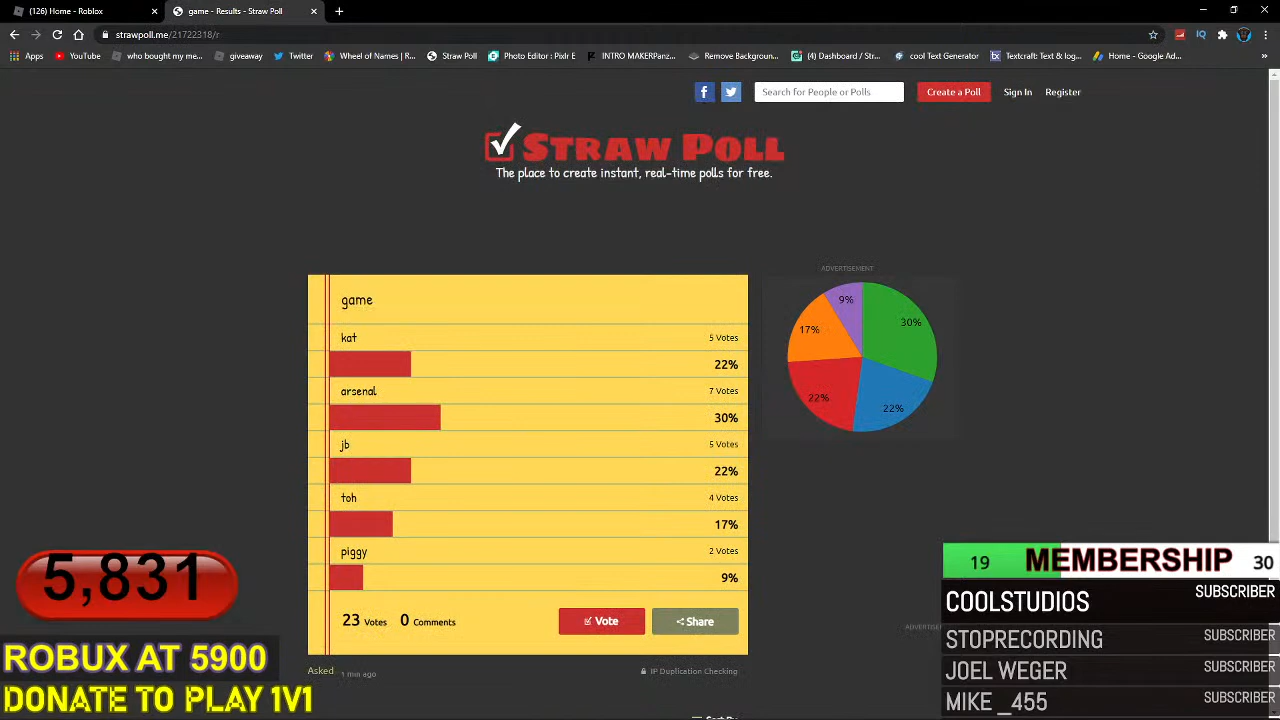 (126) Home - Roblox
game - Results - Straw Poll
strawpoll.me/21722318/r
Apps
YouTube
who bought my me...
giveaway
Twitter
Wheel of Names | R...
Straw Poll
Photo Editor : Pixlr E
INTRO MAKERPanz...
Remove Background...
(4) Dashboard / Str...
cool Text Generator
Textcraft: Text & log...
Home - Google Ad...
Search for People or Polls
Create a Poll
Sign In
Register
STRAW POLL
The place to create instant, real-time polls for free.
ADVERTISEMENT
game
kat 5 Votes
22%
arsenal 7 Votes
30%
jb 5 Votes
22%
toh 4 Votes
17%
piggy 2 Votes
9%
23 Votes 0 Comments
Vote
Share
Asked 1 min ago
IP Duplication Checking
9%
30%
17%
22%
22%
5,831
ROBUX AT 5900
DONATE TO PLAY 1V1
19 MEMBERSHIP 30
COOLSTUDIOS SUBSCRIBER
STOPRECORDING SUBSCRIBER
JOEL WEGER SUBSCRIBER
MIKE _455 SUBSCRIBER